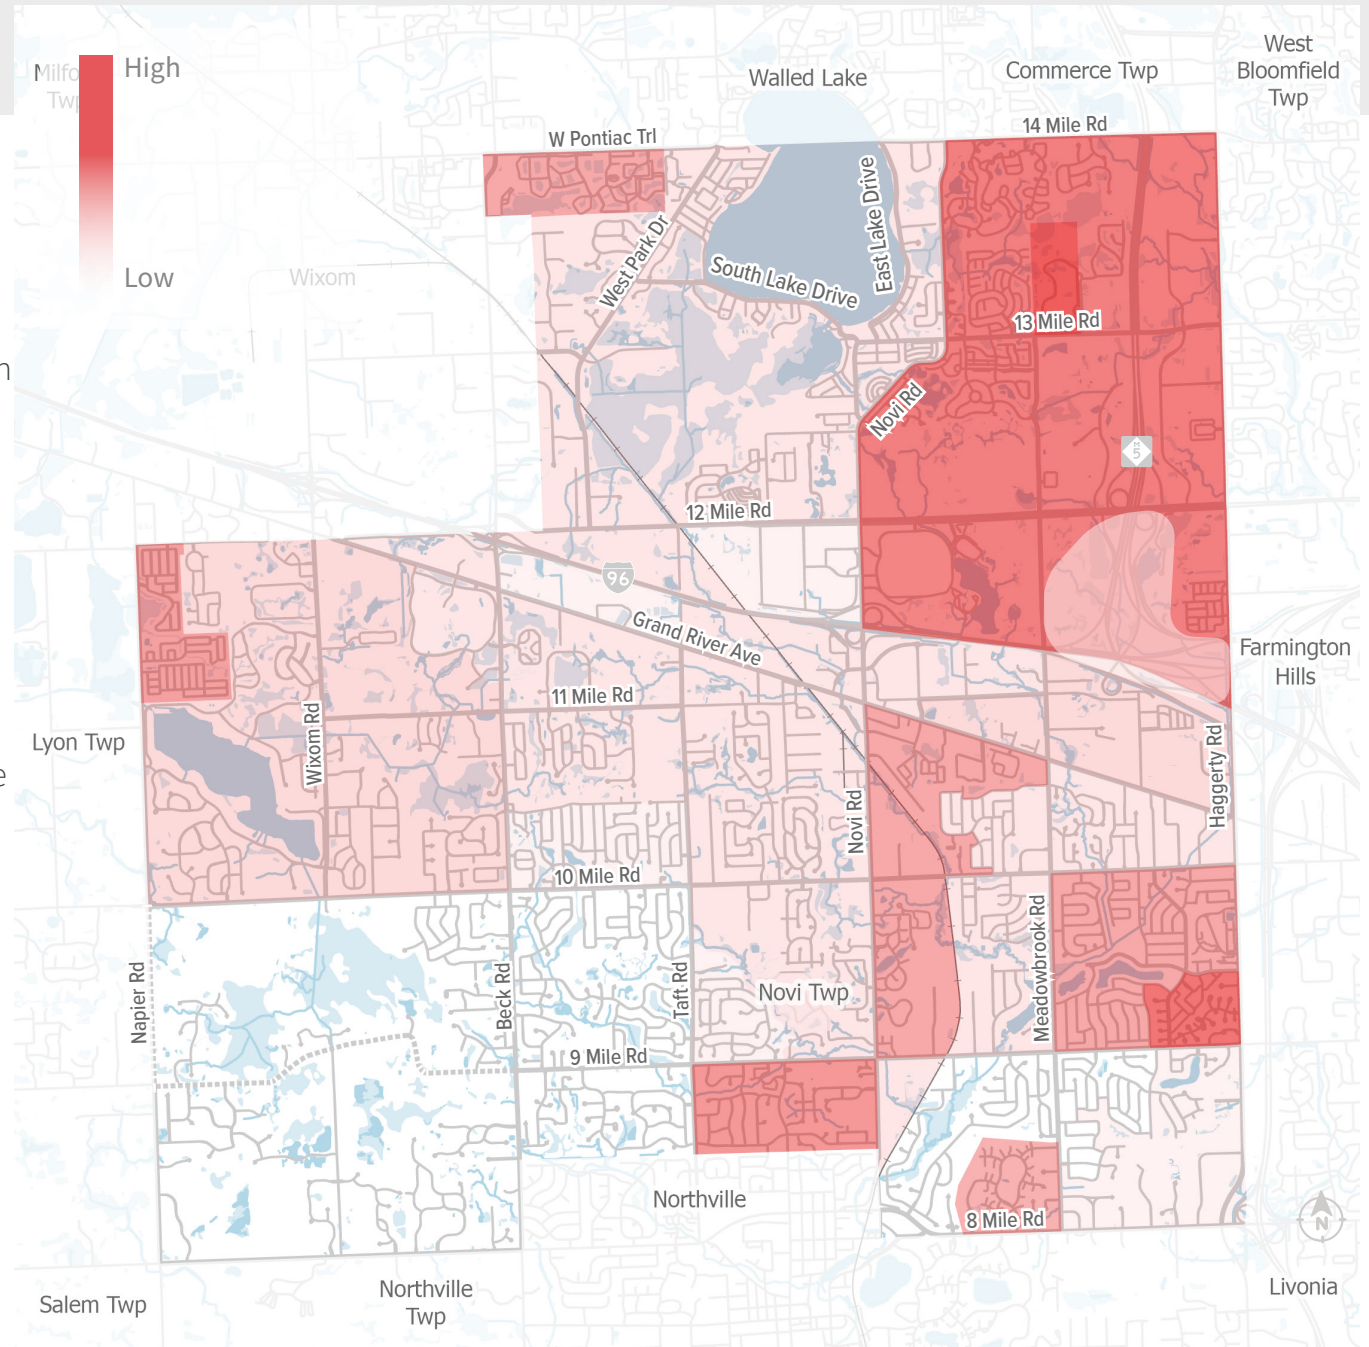 West
Bloomfield
Twp
High
Milfo
Twp
Walled Lake
Commerce Twp
14 Mile Rd
W Pontiac Trl
East Lake Drive
West Park Dr
South Lake Drive
Low
Wixom
13 Mile Rd
n
Novi Rd
M
5
12 Mile Rd
96
Grand River Ave
Farmington
Hills
11 Mile Rd
Lyon Twp
Wixom Rd
Haggerty Rd
e
Novi Rd
10 Mile Rd
Napier Rd
Beck Rd
Taft Rd
Novi Twp
Meadowbrook Rd
9 Mile Rd
Northville
8 Mile Rd
N
Salem Twp
Northville
Twp
Livonia